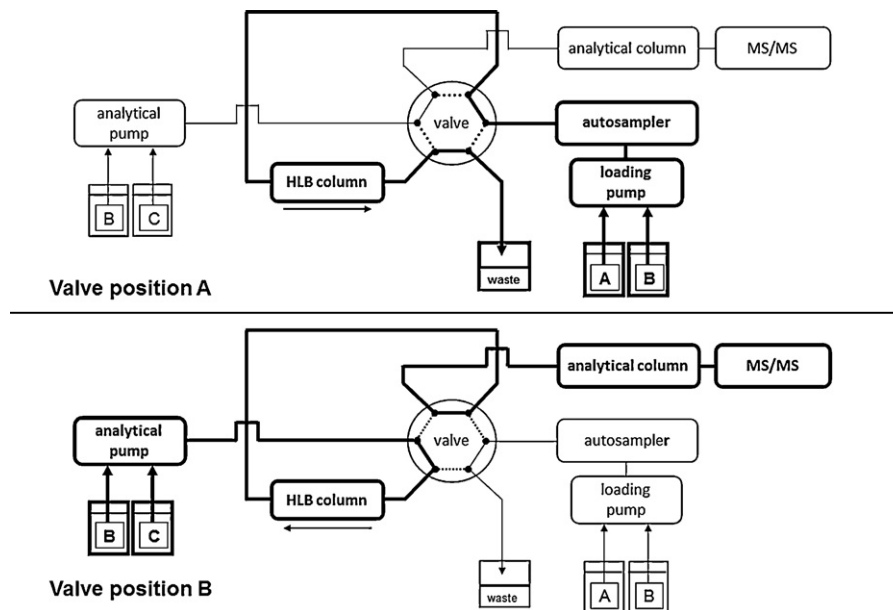 analytical column
MS/MS
analytical
pump
valve
autosampler
HLB column
loading
pump
B
C
A
B
waste
Valve position A
analytical column
MS/MS
analytical
pump
valve
autosampler
HLB column
loading
pump
B
C
A
B
waste
Valve position B